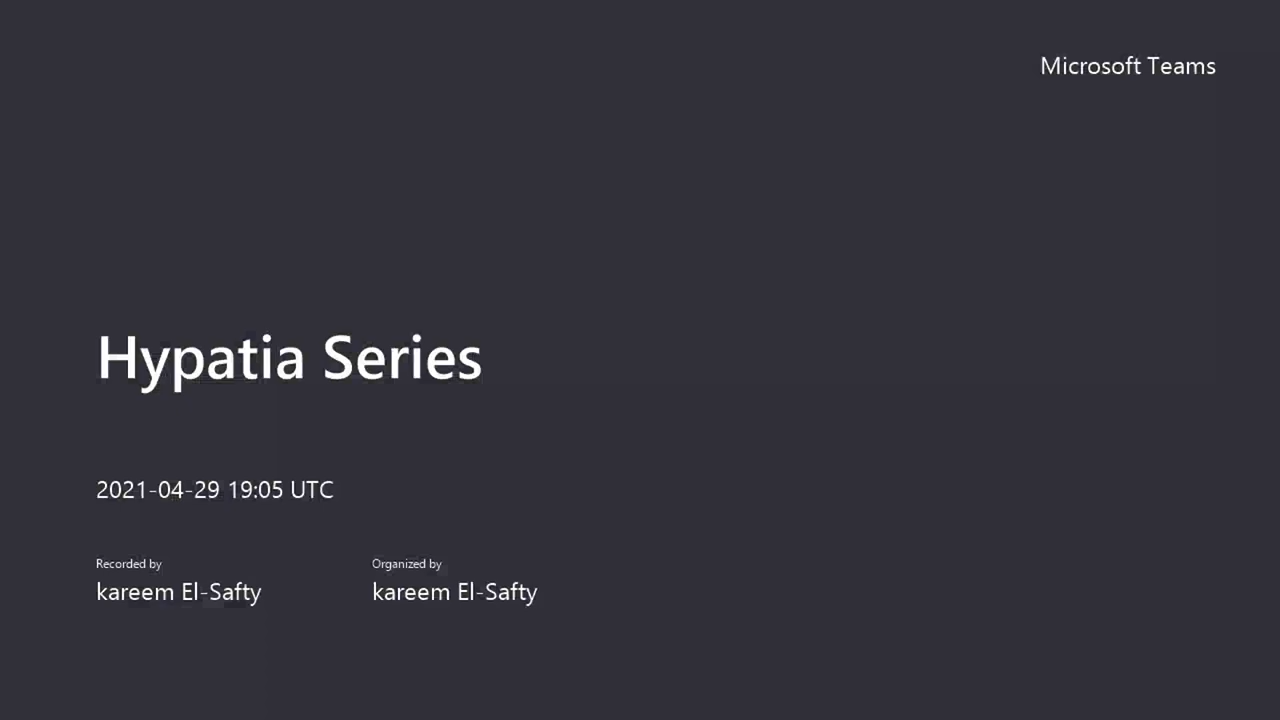 Microsoft Teams
Hypatia Series
2021-04-29 19:05 UTC
Recorded by
kareem El-Safty
Organized by
kareem El-Safty